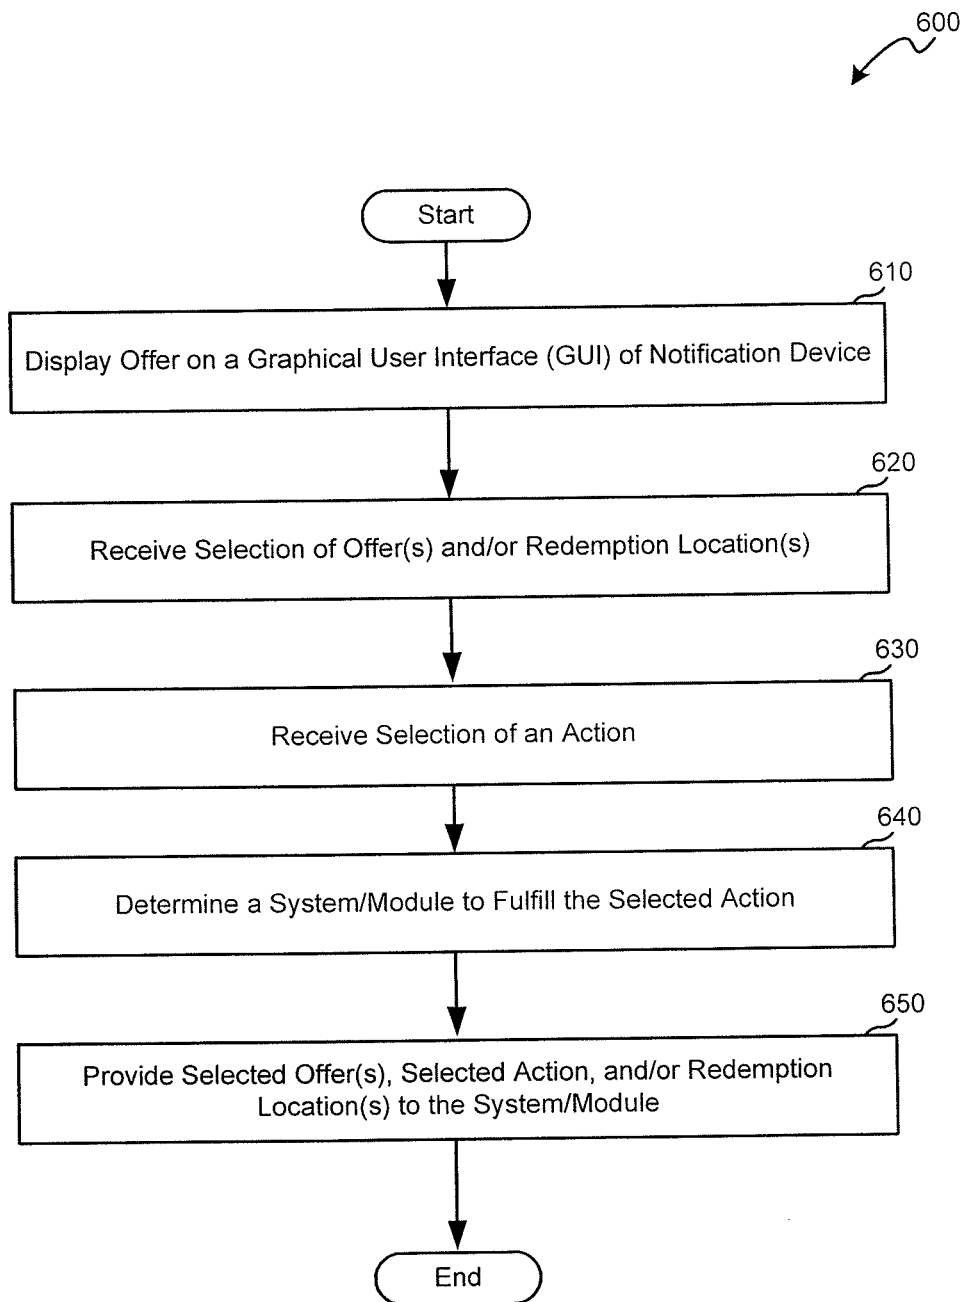 600
Start
610
Display Offer on a Graphical User Interface (GUI) of Notification Device
620
Receive Selection of Offer(s) and/or Redemption Location(s)
630
Receive Selection of an Action
640
Determine a System/Module to Fulfill the Selected Action
650
Provide Selected Offer(s), Selected Action, and/or Redemption
Location(s) to the System/Module
End